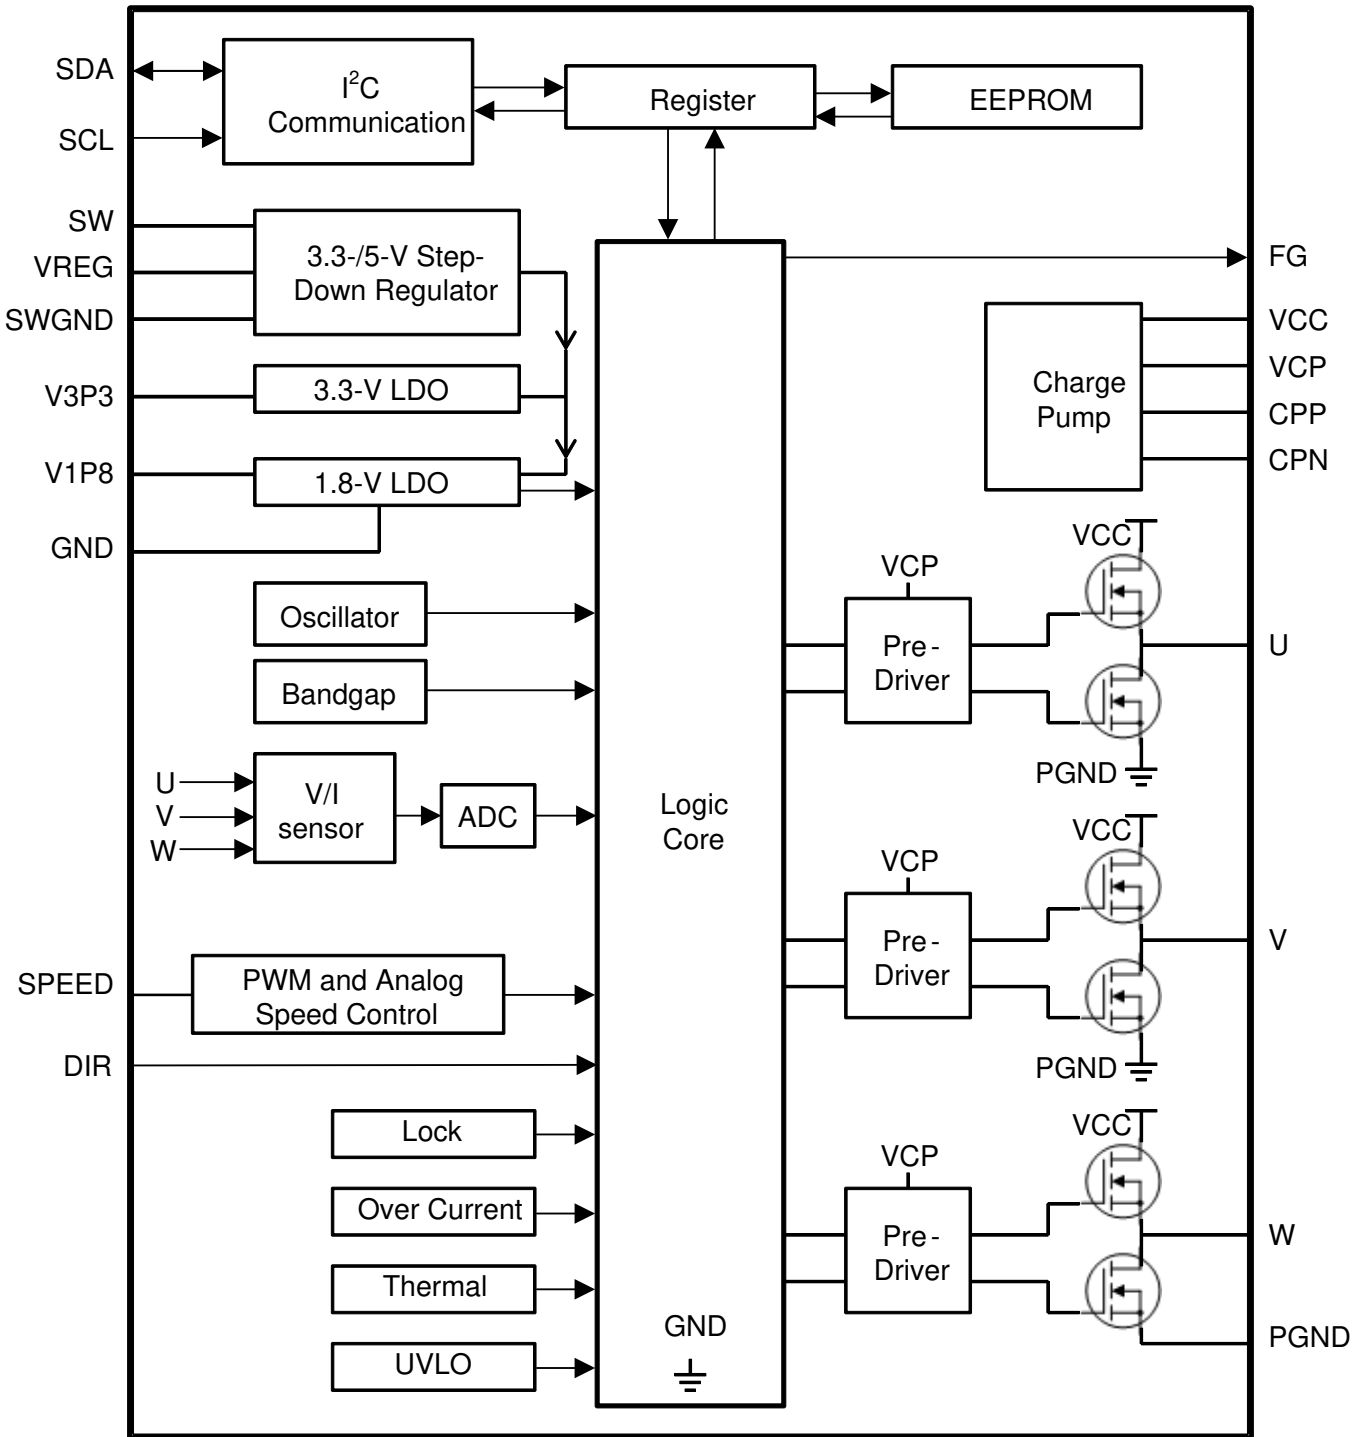 SDA
SCL
I²C
Communication
Register
EEPROM
SW
VREG
SWGND
3.3-/5-V Step-
Down Regulator
V3P3
3.3-V LDO
V1P8
1.8-V LDO
GND
Oscillator
Bandgap
U
V
W
V/I
sensor
ADC
SPEED
PWM and Analog
Speed Control
DIR
Lock
Over Current
Thermal
UVLO
Logic
Core
GND
FG
Charge
Pump
VCC
VCP
CPP
CPN
VCP
Pre-
Driver
VCC
U
PGND
VCP
Pre-
Driver
VCC
V
PGND
VCP
Pre-
Driver
VCC
W
PGND